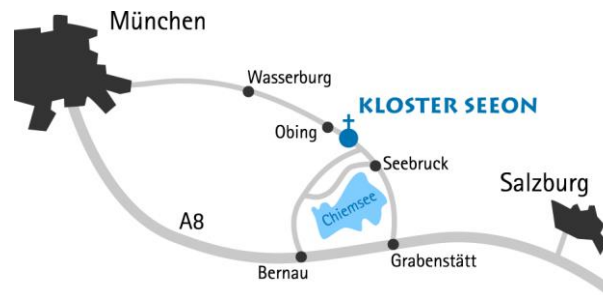 München
Wasserburg
KLOSTER SEEON
Obing
Seebruck
Salzburg
Chiemsee
A8
Bernau
Grabenstätt